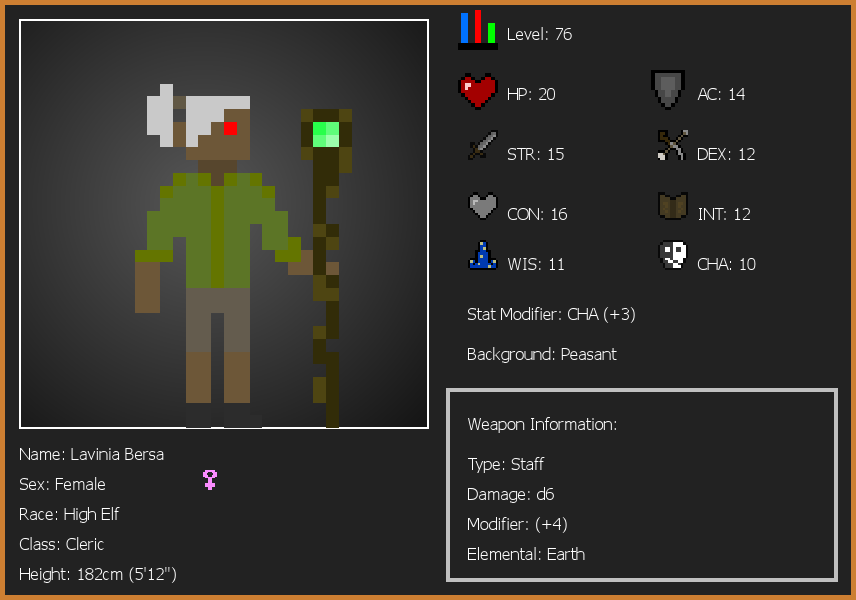 Level: 76
HP: 20
AC: 14
STR: 15
DEX: 12
CON: 16
INT: 12
WIS: 11
CHA: 10
Stat Modifier: CHA (+3)
Background: Peasant
Weapon Information:
Type: Staff
Damage: d6
Modifier: (+4)
Elemental: Earth
Name: Lavinia Bersa
Sex: Female
Race: High Elf
Class: Cleric
Height: 182cm (5'12")